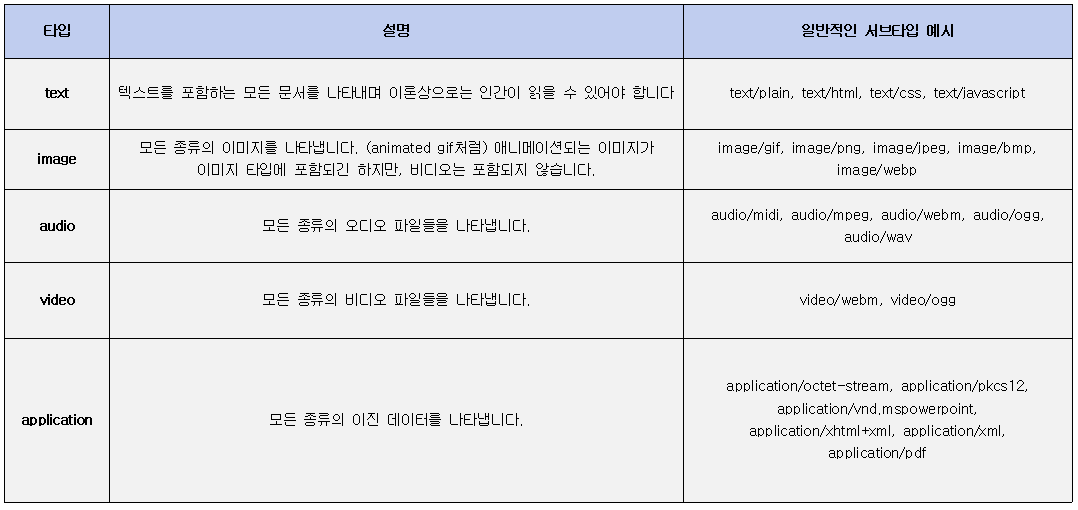 타입 설명 일반적인 서브타입 예시
text 텍스트를 포함하는 모든 문서를 나타내며 이론상으로는 인간이 읽을 수 있어야 합니다 text/plain, text/html, text/css, text/javascript
image 모든 종류의 이미지를 나타냅니다. (animated gif처럼) 애니메이션되는 이미지가
이미지 타입에 포함되긴 하지만, 비디오는 포함되지 않습니다.
image/gif, image/png, image/jpeg, image/bmp,
image/webp
audio 모든 종류의 오디오 파일들을 나타냅니다.
audio/midi, audio/mpeg, audio/webm, audio/ogg,
audio/wav
video 모든 종류의 비디오 파일들을 나타냅니다. video/webm, video/ogg
application 모든 종류의 이진 데이터를 나타냅니다.
application/octet-stream, application/pkcs12,
application/vnd.mspowerpoint,
application/xhtml+xml, application/xml,
application/pdf